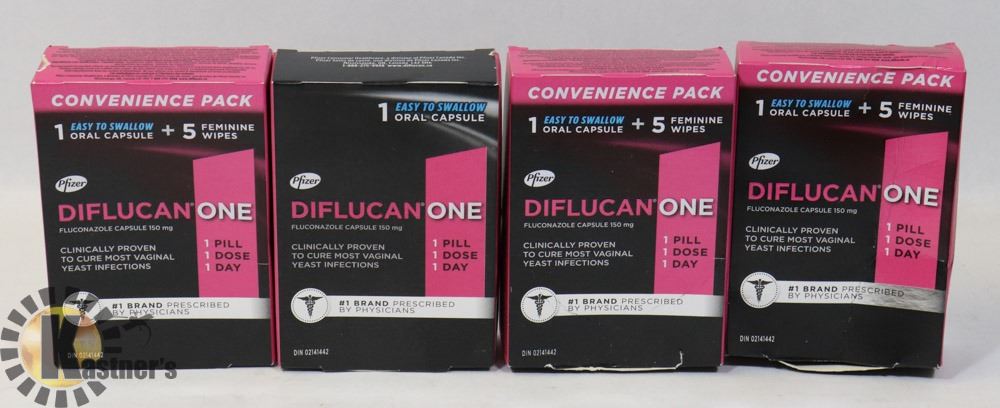 CONVENIENCE PACK
1 EASY TO SWALLOW ORAL CAPSULE + 5 FEMININE WIPES
Pfizer
DIFLUCAN ONE
FLUCONAZOLE CAPSULE 150 mg
CLINICALLY PROVEN
TO CURE MOST VAGINAL
YEAST INFECTIONS
1 PILL
1 DOSE
1 DAY
#1 BRAND PRESCRIBED
BY PHYSICIANS
DIN 02141442
1 EASY TO SWALLOW ORAL CAPSULE
Pfizer
DIFLUCAN ONE
FLUCONAZOLE CAPSULE 150 mg
CLINICALLY PROVEN
TO CURE MOST VAGINAL
YEAST INFECTIONS
1 PILL
1 DOSE
1 DAY
#1 BRAND PRESCRIBED
BY PHYSICIANS
DIN 02141442
CONVENIENCE PACK
1 EASY TO SWALLOW ORAL CAPSULE + 5 FEMININE WIPES
Pfizer
DIFLUCAN ONE
FLUCONAZOLE CAPSULE 150 mg
CLINICALLY PROVEN
TO CURE MOST VAGINAL
YEAST INFECTIONS
1 PILL
1 DOSE
1 DAY
#1 BRAND PRESCRIBED
BY PHYSICIANS
DIN 02141442
CONVENIENCE PACK
1 EASY TO SWALLOW ORAL CAPSULE + 5 FEMININE WIPES
Pfizer
DIFLUCAN ONE
FLUCONAZOLE CAPSULE 150 mg
CLINICALLY PROVEN
TO CURE MOST VAGINAL
YEAST INFECTIONS
1 PILL
1 DOSE
1 DAY
#1 BRAND PRESCRIBED
BY PHYSICIANS
DIN 02141442
Kastner's